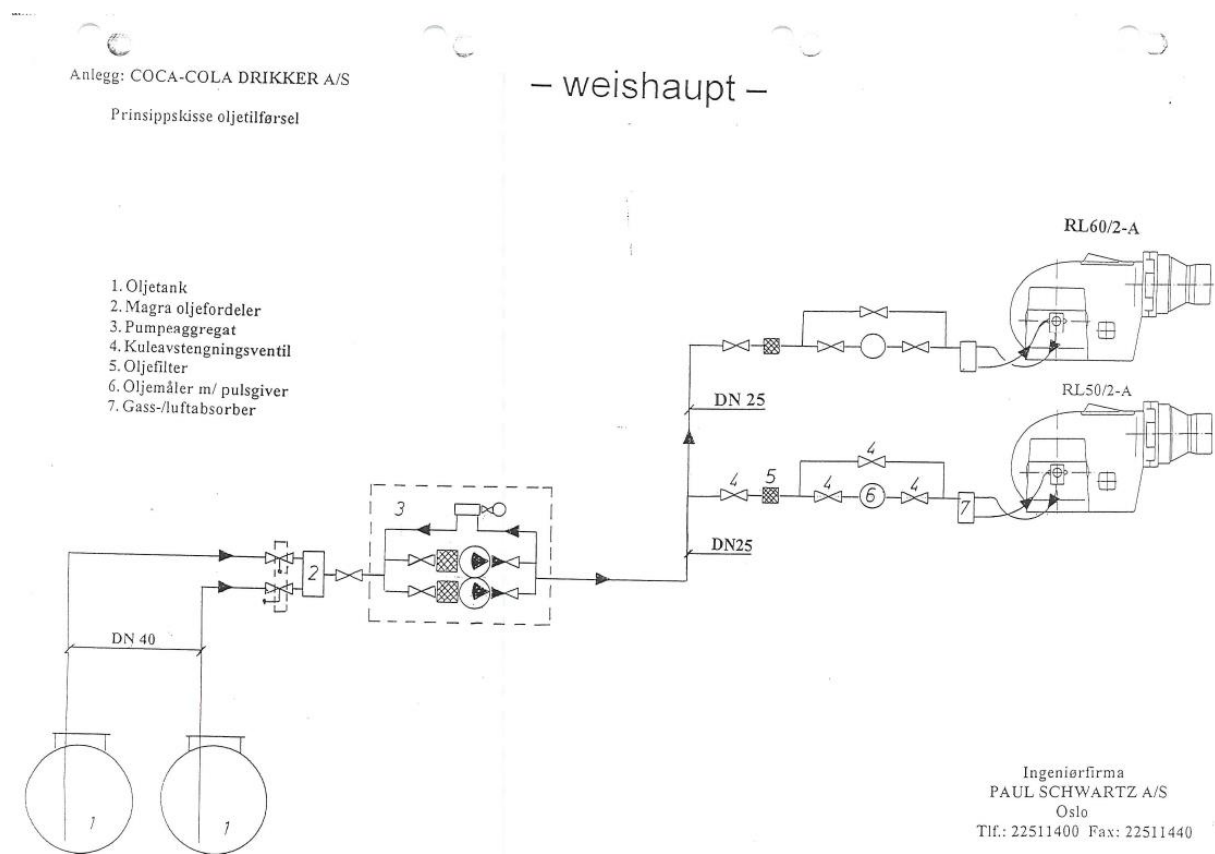 Anlegg: COCA-COLA DRIKKER A/S
– weishaupt –
Prinsippskisse oljetilførsel
RL60/2-A
1. Oljetank
2. Magra oljefordeler
3. Pumpeaggregat
4. Kuleavstengningsventil
5. Oljefilter
6. Oljemåler m/ pulsgiver
7. Gass-/luftabsorber
DN 25
RL50/2-A
4
4 5 4 6 4 7
3
DN25
2
DN 40
1 1
Ingeniørfirma
PAUL SCHWARTZ A/S
Oslo
Tlf.: 22511400 Fax: 22511440